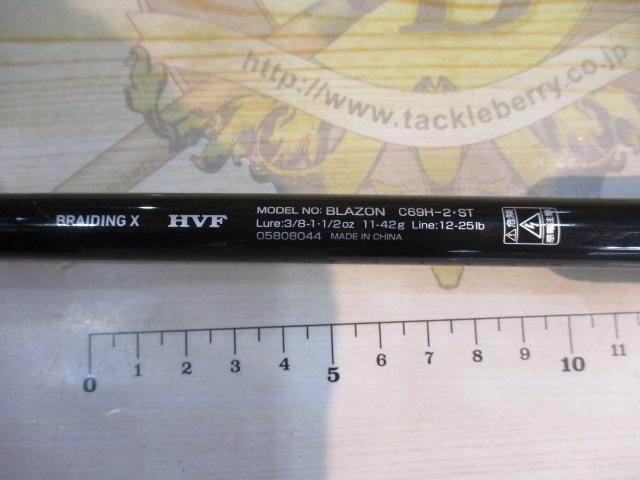 http://www.tackleberry.co.jp
BRAIDING X HVF
MODEL NO: BLAZON C69H-2・ST
Lure:3/8-1・1/2oz 11-42g Line:12-25lb
05808044 MADE IN CHINA
0 1 2 3 4 5 6 7 8 9 10 11